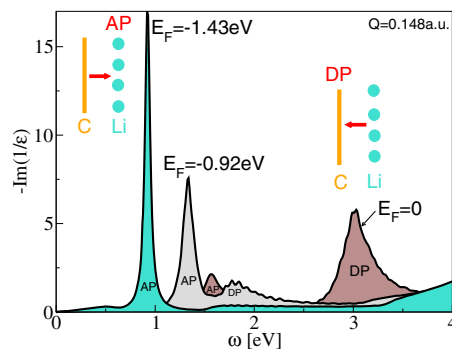 -Im(1/ε)
15
10
5
0
0
1
2
3
4
ω [eV]
AP
C
Li
E_F=-1.43eV
Q=0.148a.u.
DP
C
Li
E_F=-0.92eV
E_F=0
AP
AP
AP
DP
DP